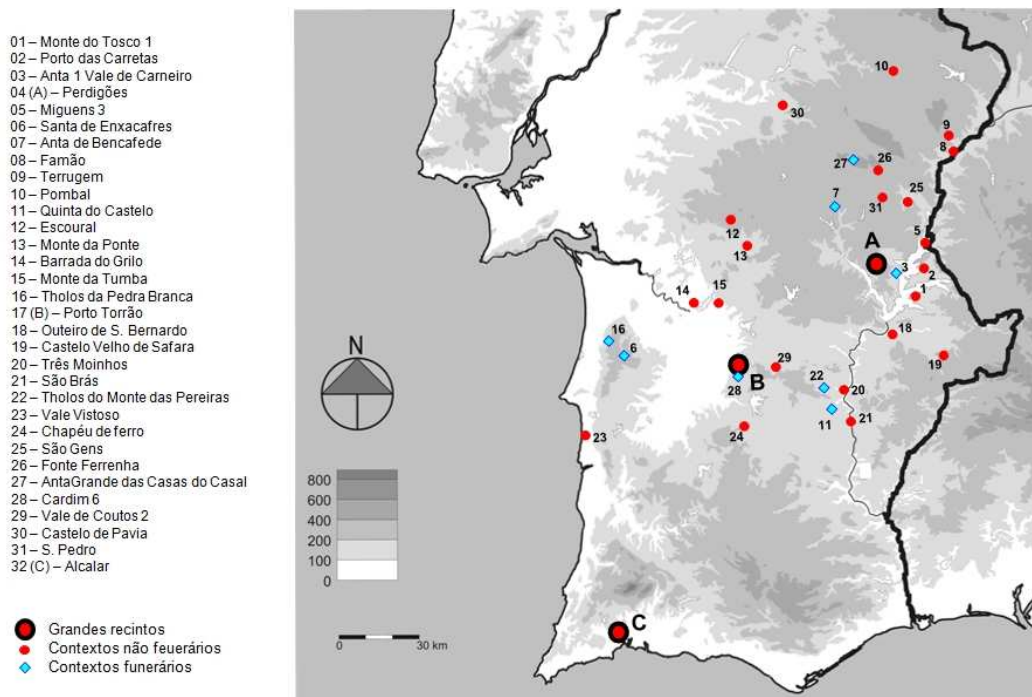 01 – Monte do Tosco 1
02 – Porto das Carretas
03 – Anta 1 Vale de Carneiro
04 (A) – Perdigões
05 – Miguens 3
06 – Santa de Enxacafres
07 – Anta de Bencafede
08 – Famão
09 – Terrugem
10 – Pombal
11 – Quinta do Castelo
12 – Escoural
13 – Monte da Ponte
14 – Barrada do Grilo
15 – Monte da Tumba
16 – Tholos da Pedra Branca
17 (B) – Porto Torrão
18 – Outeiro de S. Bernardo
19 – Castelo Velho de Safara
20 – Três Moinhos
21 – São Brás
22 – Tholos do Monte das Pereiras
23 – Vale Vistoso
24 – Chapéu de ferro
25 – São Gens
26 – Fonte Ferrenha
27 – AntaGrande das Casas do Casal
28 – Cardim 6
29 – Vale de Coutos 2
30 – Castelo de Pavia
31 – S. Pedro
32 (C) – Alcalar
Grandes recintos
Contextos não feuerários
Contextos funerários
10
30
9
8
27
26
7
31
25
12
13
5
A
3
2
1
14
15
18
16
6
19
29
B
28
22
20
11
21
24
23
N
800
600
400
200
100
0
C
0
30 km